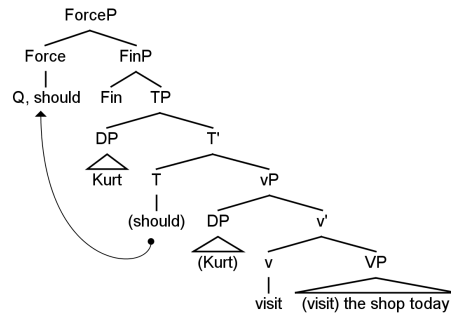 ForceP
Force FinP
Q, should Fin TP
DP T'
Kurt T vP
(should) DP v'
(Kurt) v VP
visit (visit) the shop today